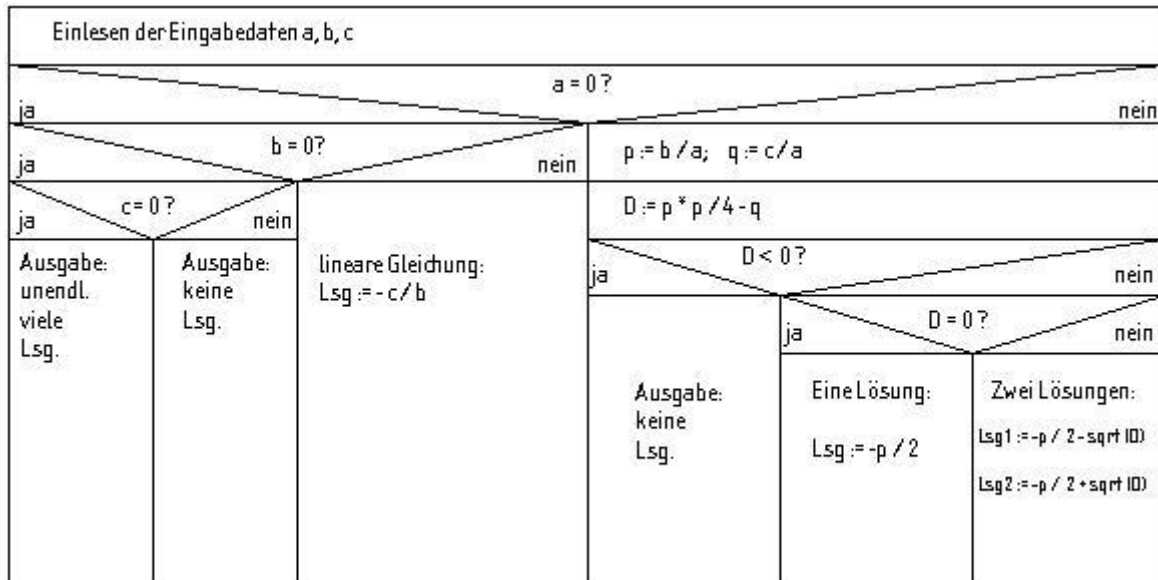 Einlesen der Eingabedaten a, b, c
a = 0 ?
ja
nein
b = 0?
ja
nein
p := b / a;   q := c / a
c = 0 ?
ja
nein
D := p * p / 4 - q
Ausgabe:
unendl.
viele
Lsg.
Ausgabe:
keine
Lsg.
lineare Gleichung:
Lsg := - c / b
D < 0 ?
ja
nein
D = 0 ?
ja
nein
Ausgabe:
keine
Lsg.
Eine Lösung:
Lsg := -p / 2
Zwei Lösungen:
Lsg1 := -p / 2 - sqrt (D)
Lsg2 := -p / 2 + sqrt (D)